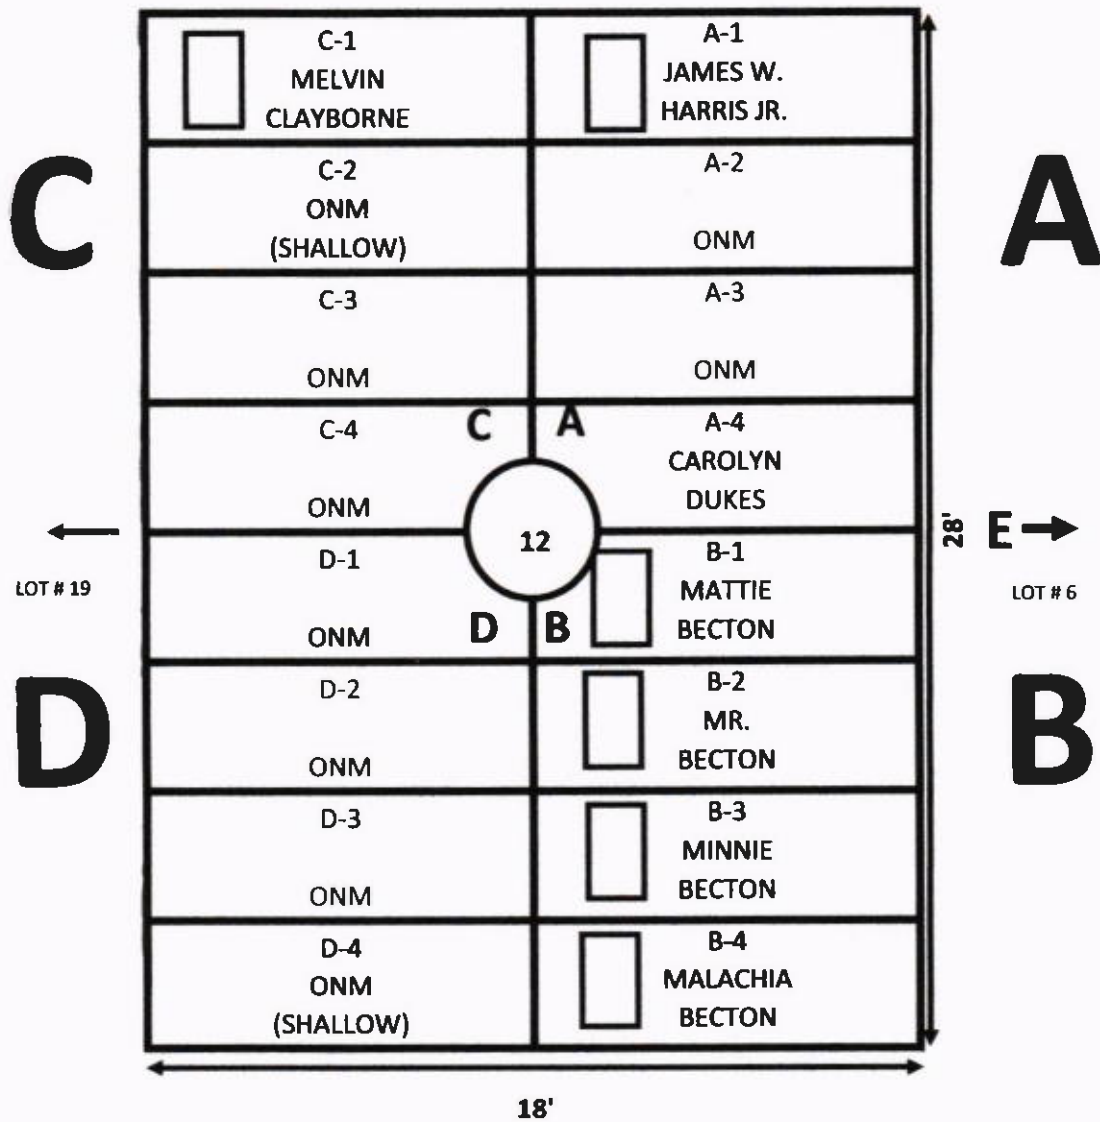 C-1
MELVIN
CLAYBORNE
A-1
JAMES W.
HARRIS JR.
C
C-2
ONM
(SHALLOW)
A-2
ONM
A
C-3
ONM
A-3
ONM
C-4
ONM
C
A
A-4
CAROLYN
DUKES
12
28'
E
LOT # 19
D-1
ONM
D
B
B-1
MATTIE
BECTON
LOT # 6
D
D-2
ONM
B-2
MR.
BECTON
B
D-3
ONM
B-3
MINNIE
BECTON
D-4
ONM
(SHALLOW)
B-4
MALACHIA
BECTON
18'